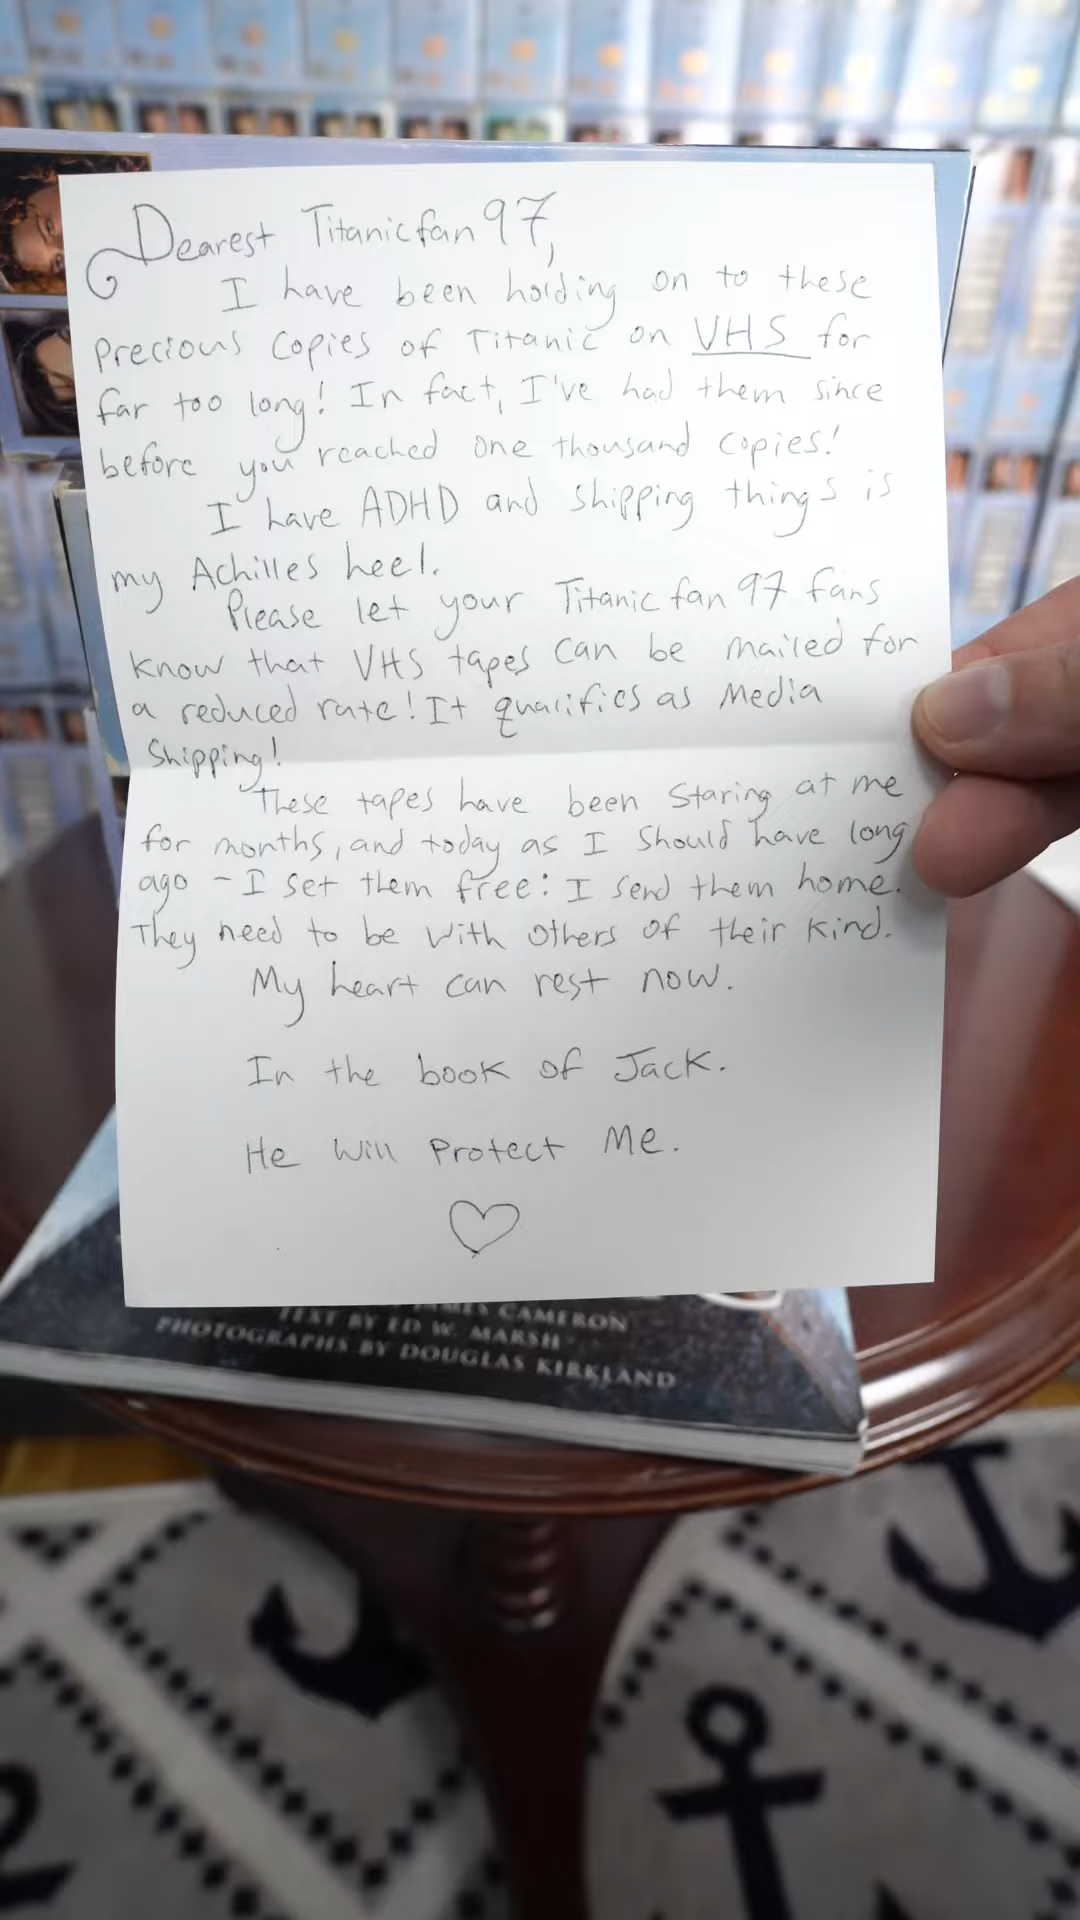 Dearest Titanicfan97,
I have been holding on to these
precious copies of Titanic on VHS for
far too long! In fact, I've had them since
before you reached one thousand copies!
I have ADHD and shipping things is
my Achilles heel.
Please let your Titanicfan97 fans
know that VHS tapes can be mailed for
a reduced rate! It qualifies as Media
Shipping!
These tapes have been staring at me
for months, and today as I should have long
ago - I set them free: I send them home.
They need to be with others of their kind.
My heart can rest now.
In the book of Jack.
He Will Protect Me.
JAMES CAMERON
TEXT BY ED W. MARSH
PHOTOGRAPHS BY DOUGLAS KIRKLAND